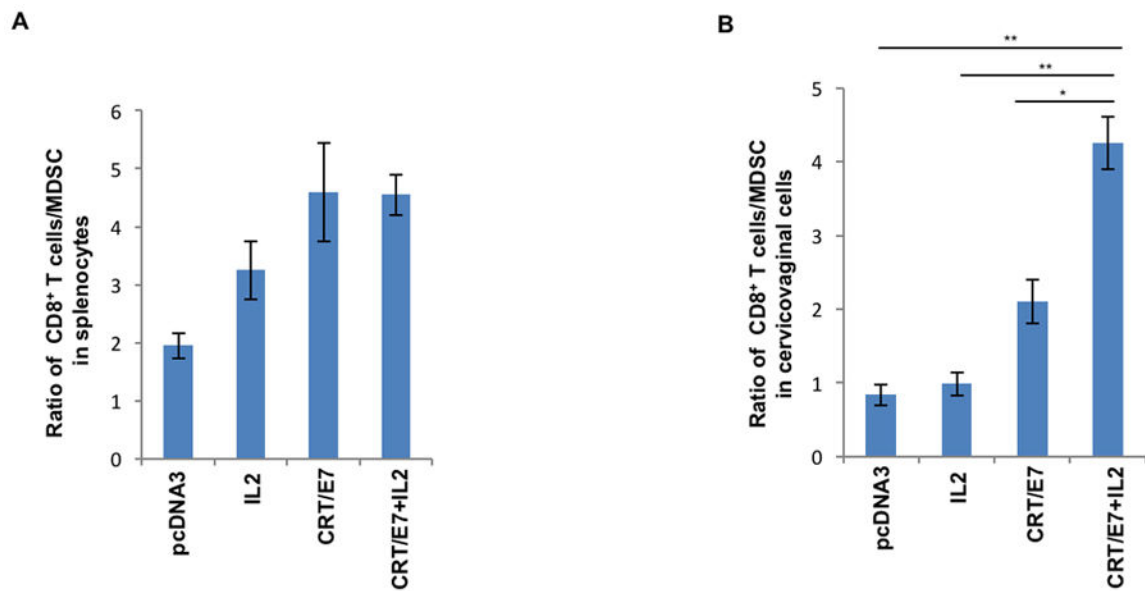 A
Ratio of CD8⁺ T cells/MDSC
in splenocytes
6
5
4
3
2
1
0
pcDNA3
IL2
CRT/E7
CRT/E7+IL2
B
**
**
*
Ratio of CD8⁺ T cells/MDSC
in cervicovaginal cells
5
4
3
2
1
0
pcDNA3
IL2
CRT/E7
CRT/E7+IL2